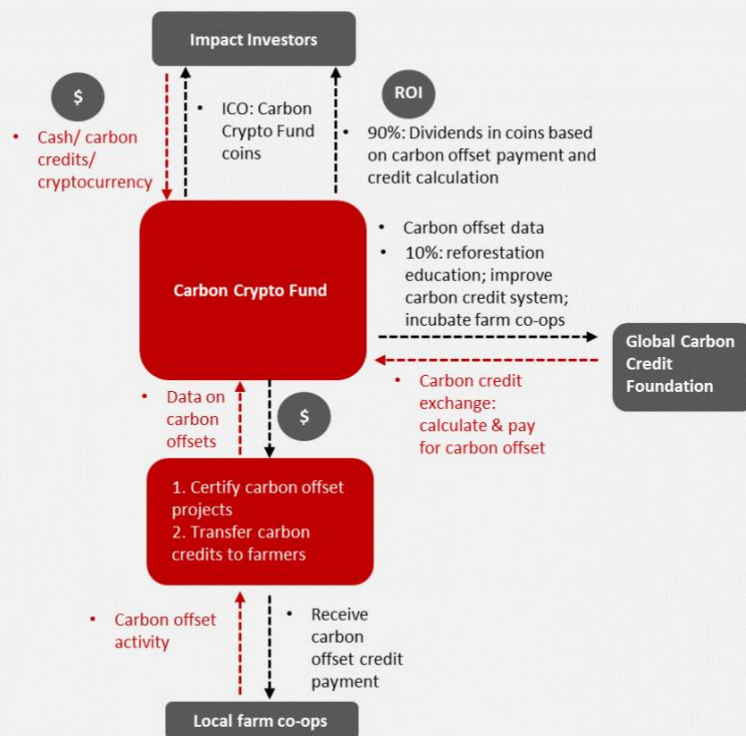 Impact Investors
$
• Cash/ carbon
credits/
cryptocurrency
• ICO: Carbon
Crypto Fund
coins
ROI
• 90%: Dividends in coins based
on carbon offset payment and
credit calculation
Carbon Crypto Fund
• Carbon offset data
• 10%: reforestation
education; improve
carbon credit system;
incubate farm co-ops
Global Carbon
Credit
Foundation
• Carbon credit
exchange:
calculate & pay
for carbon offset
• Data on
carbon
offsets
$
1. Certify carbon offset
projects
2. Transfer carbon
credits to farmers
• Carbon offset
activity
• Receive
carbon
offset credit
payment
Local farm co-ops